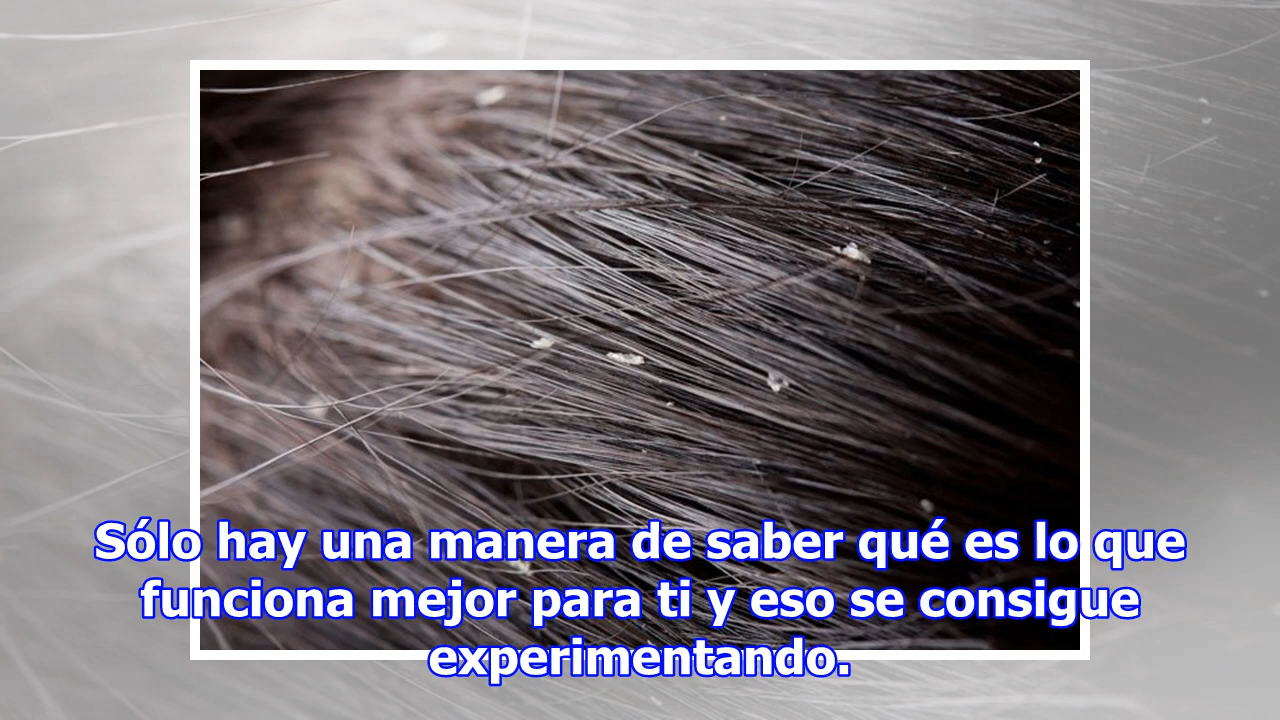 Sólo hay una manera de saber qué es lo que
funciona mejor para ti y eso se consigue
experimentando.